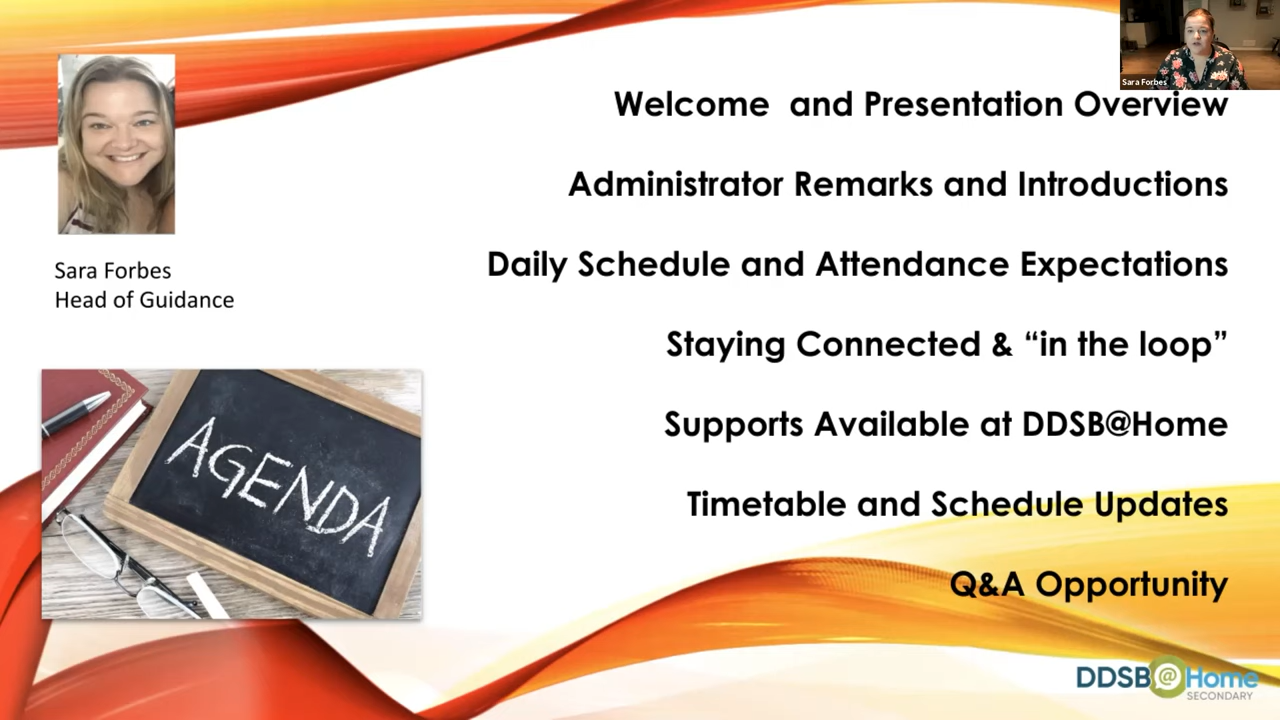 Sara Forbes
Welcome and Presentation Overview
Administrator Remarks and Introductions
Daily Schedule and Attendance Expectations
Sara Forbes
Head of Guidance
Staying Connected & “in the loop”
AGENDA
Supports Available at DDSB@Home
Timetable and Schedule Updates
Q&A Opportunity
DDSB@Home
SECONDARY